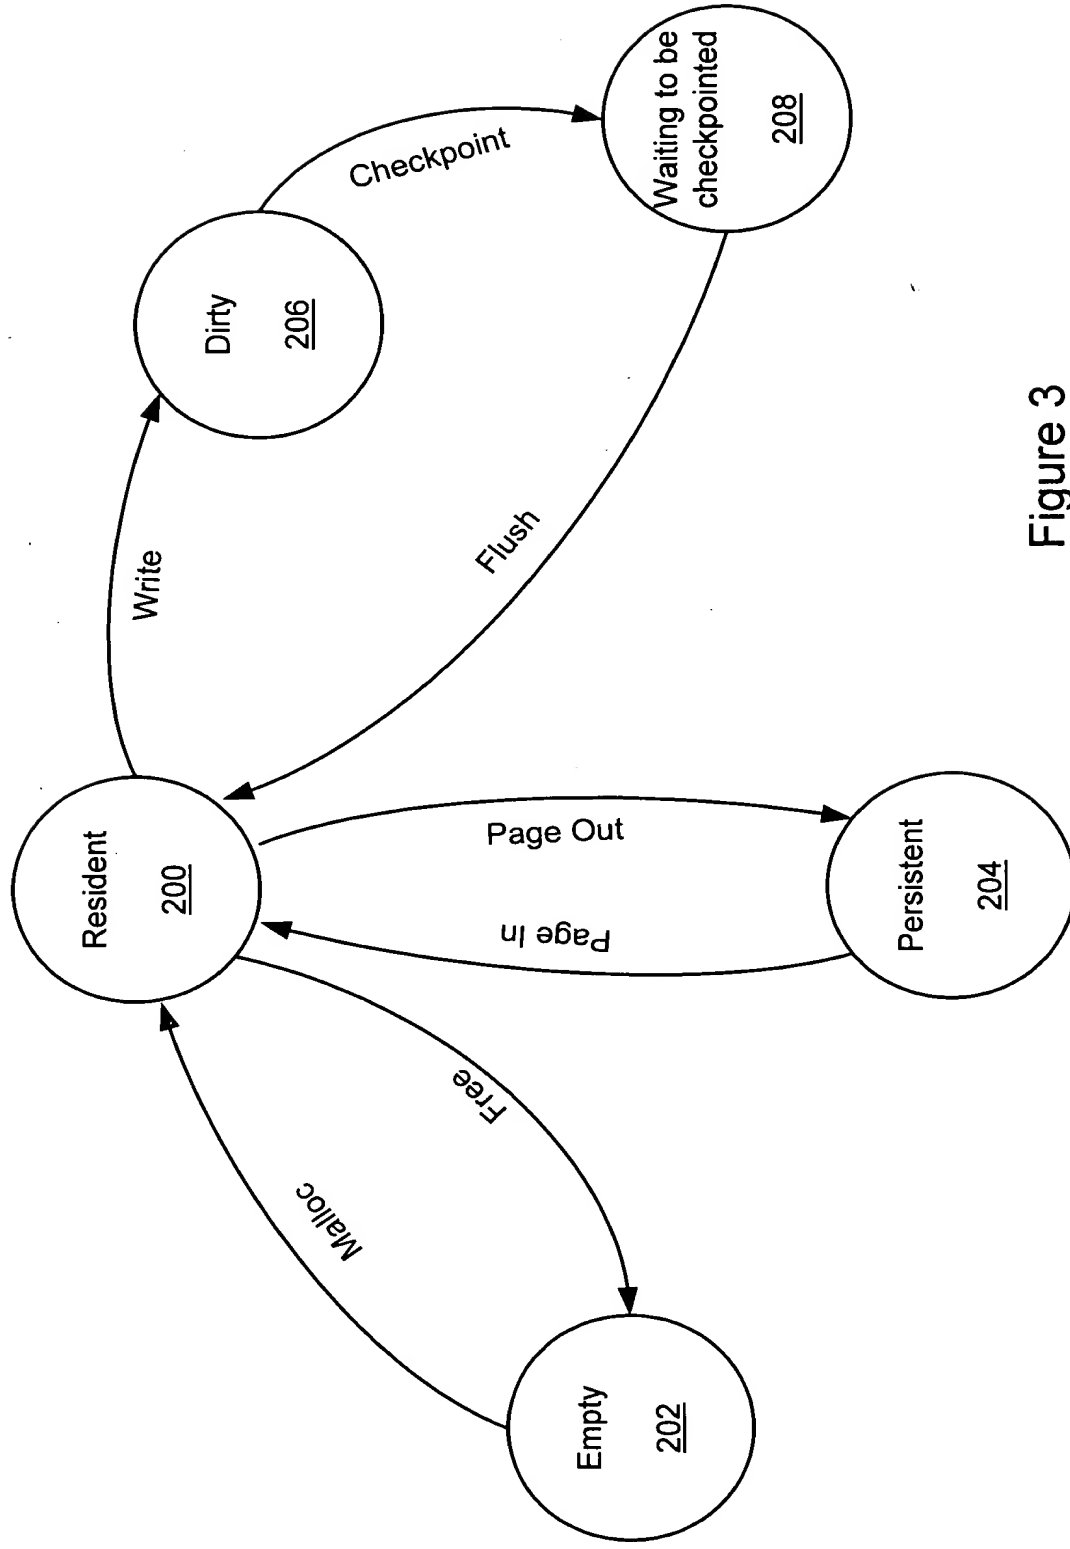 Resident
200
Write
Dirty
206
Checkpoint
Waiting to be
checkpointed
208
Flush
Malloc
Free
Page In
Page Out
Empty
202
Persistent
204
Figure 3